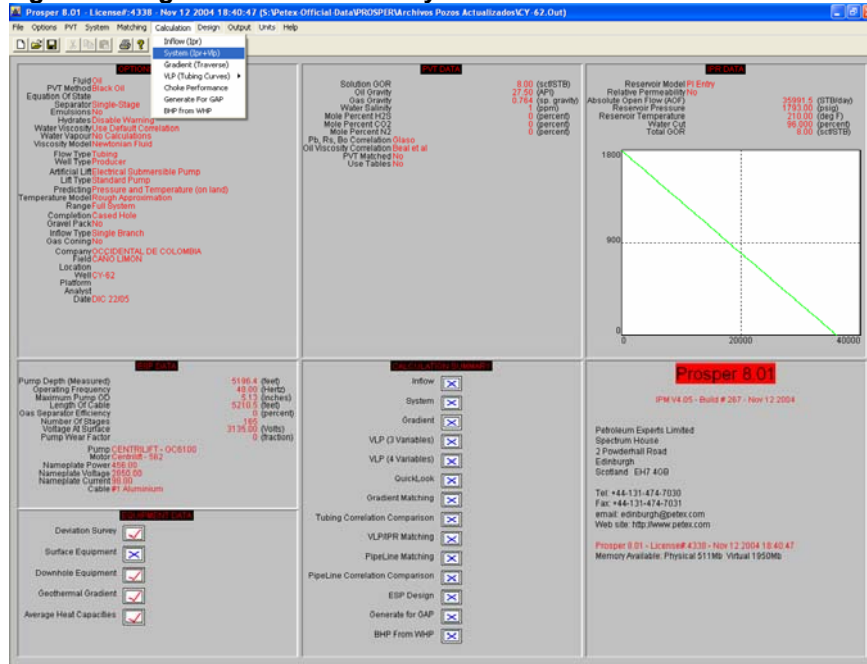 Prosper 8.01 - License#:4338 - Nov 12 2004 18:40:47 (S:\Petex-Official-Data\PROSPER\Archivos Pozos Actualizados\CY-62.Out)
File Options PVT System Matching Calculation Design Output Units Help
Inflow (Ipr)
System (Ipr+Vlp)
Gradient (Traverse)
VLP (Tubing Curves)
Choke Performance
Generate For GAP
BHP from WHP
OPTIONS
Fluid Oil
PVT Method Black Oil
Equation Of State
Separator Single-Stage
Emulsions No
Hydrates Disable Warning
Water Viscosity Use Default Correlation
Water Vapour No Calculations
Viscosity Model Newtonian Fluid
Flow Type Tubing
Well Type Producer
Artificial Lift Electrical Submersible Pump
Lift Type Standard Pump
Predicting Pressure and Temperature (on land)
Temperature Model Rough Approximation
Range Full System
Completion Cased Hole
Gravel Pack No
Inflow Type Single Branch
Gas Coning No
Company OCCIDENTAL DE COLOMBIA
Field CANO LIMON
Location
Well CY-62
Platform
Analyst
Date DIC 22/05
PVT DATA
Solution GOR 8.00 (scf/STB)
Oil Gravity 27.50 (API)
Gas Gravity 0.764 (sp. gravity)
Water Salinity 1 (ppm)
Mole Percent H2S 0 (percent)
Mole Percent CO2 0 (percent)
Mole Percent N2 0 (percent)
Pb, Rs, Bo Correlation Glaso
Oil Viscosity Correlation Beal et al
PVT Matched No
Use Tables No
IPR DATA
Reservoir Model PI Entry
Relative Permeability No
Absolute Open Flow (AOF) 35991.5 (STB/day)
Reservoir Pressure 1793.00 (psig)
Reservoir Temperature 210.00 (deg F)
Water Cut 96.000 (percent)
Total GOR 8.00 (scf/STB)
1800
900
0
0 20000 40000
ESP DATA
Pump Depth (Measured) 5196.4 (feet)
Operating Frequency 48.00 (Hertz)
Maximum Pump OD 5.13 (inches)
Length Of Cable 5210.5 (feet)
Gas Separator Efficiency 0 (percent)
Number Of Stages 185
Voltage At Surface 3135.00 (Volts)
Pump Wear Factor 0 (fraction)
Pump CENTRILIFT - GC6100
Motor Centrilift - 562
Nameplate Power 456.00
Nameplate Voltage 2650.00
Nameplate Current 98.00
Cable #1 Aluminium
EQUIPMENT DATA
Deviation Survey
Surface Equipment
Downhole Equipment
Geothermal Gradient
Average Heat Capacities
CALCULATION SUMMARY
Inflow
System
Gradient
VLP (3 Variables)
VLP (4 Variables)
QuickLook
Gradient Matching
Tubing Correlation Comparison
VLP/IPR Matching
PipeLine Matching
PipeLine Correlation Comparison
ESP Design
Generate for GAP
BHP From WHP
Prosper 8.01
IPM V4.05 - Build # 267 - Nov 12 2004
Petroleum Experts Limited
Spectrum House
2 Powderhall Road
Edinburgh
Scotland EH7 4GB
Tel: +44-131-474-7030
Fax: +44-131-474-7031
email: edinburgh@petex.com
Web site: http://www.petex.com
Prosper 8.01 - License#:4338 - Nov 12 2004 18:40:47
Memory Available: Physical 511Mb Virtual 1950Mb